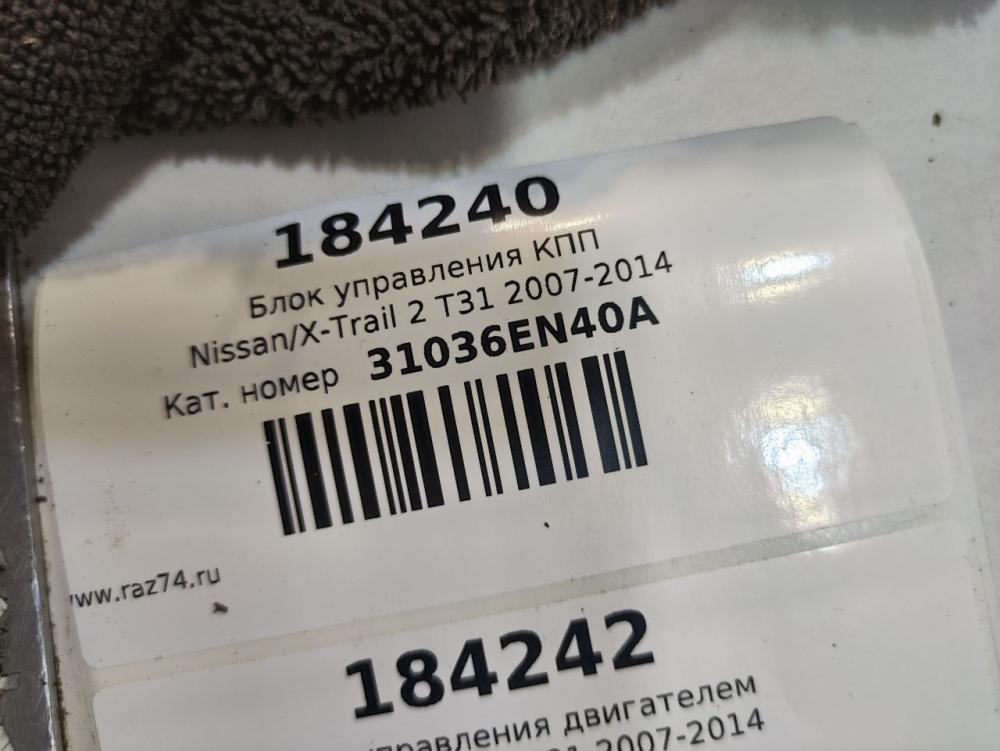 184240
Блок управления КПП
Nissan/X-Trail 2 T31 2007-2014
Кат. номер 31036EN40A
www.raz74.ru
184242
управления двигателем
2007-2014